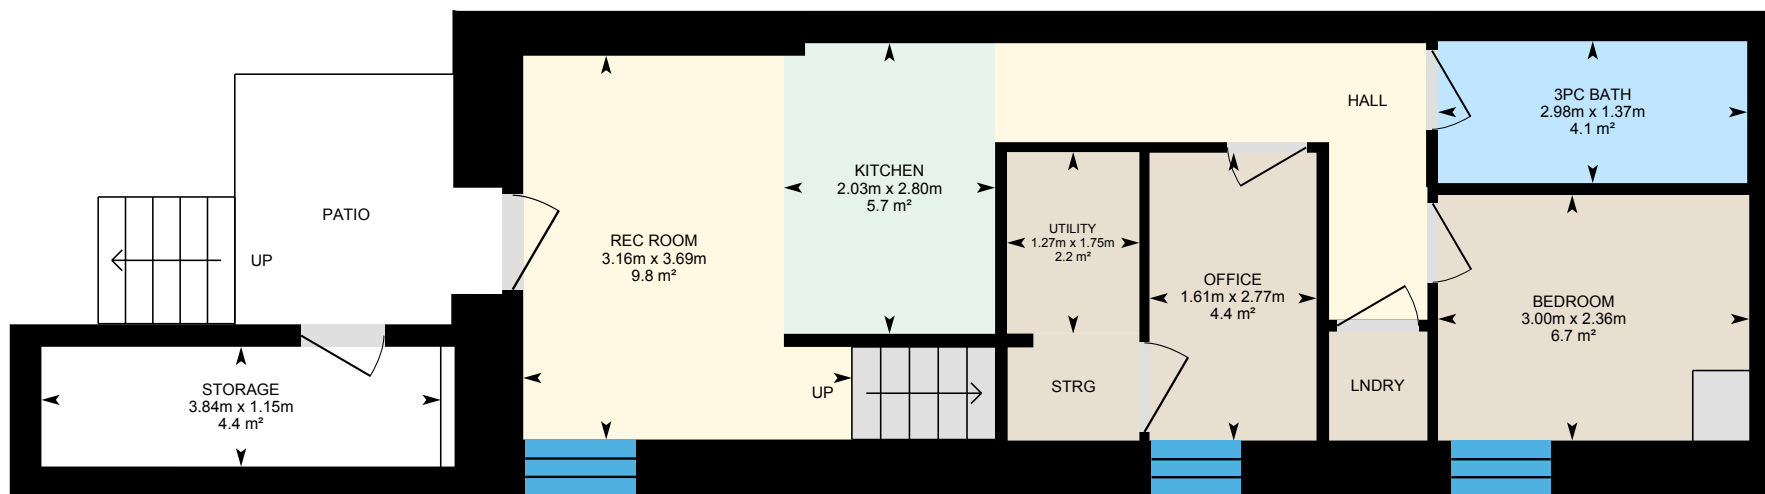 PATIO
UP
STORAGE
3.84m x 1.15m
4.4 m²
REC ROOM
3.16m x 3.69m
9.8 m²
UP
KITCHEN
2.03m x 2.80m
5.7 m²
UTILITY
1.27m x 1.75m
2.2 m²
STRG
OFFICE
1.61m x 2.77m
4.4 m²
HALL
LNDRY
3PC BATH
2.98m x 1.37m
4.1 m²
BEDROOM
3.00m x 2.36m
6.7 m²